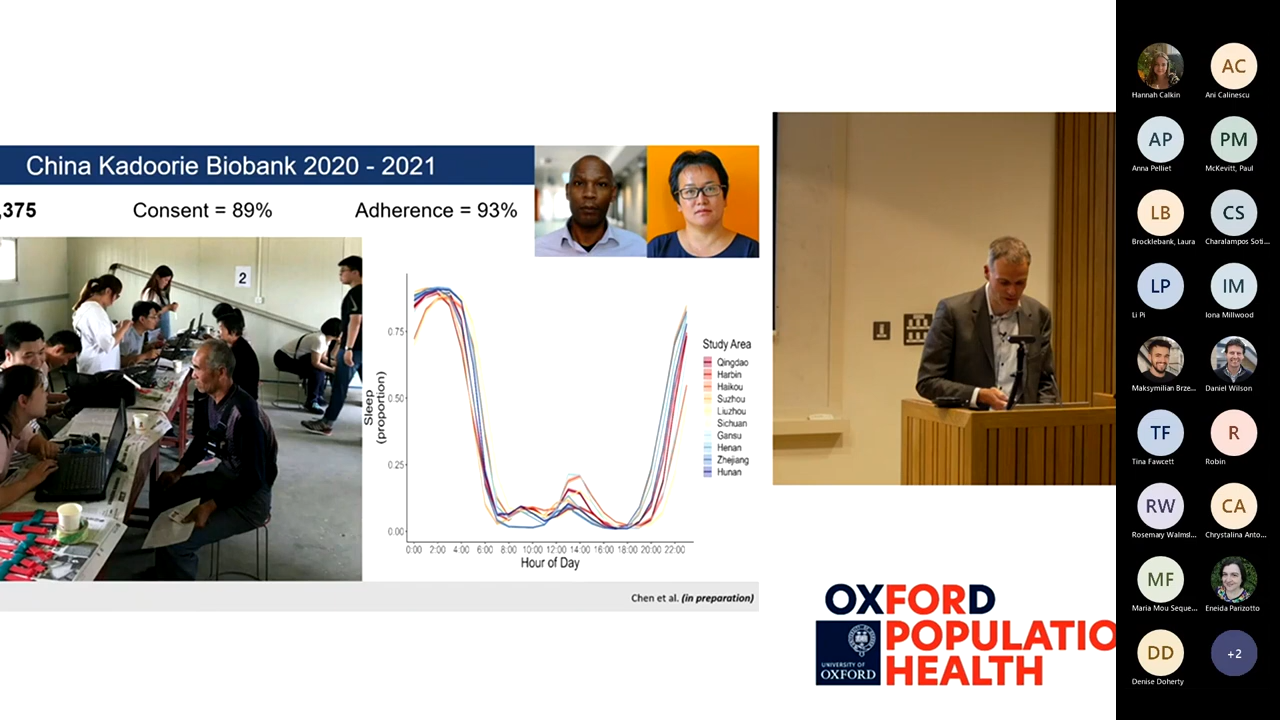 China Kadoorie Biobank 2020 - 2021
,375 Consent = 89% Adherence = 93%
2
Sleep
(proportion)
0.75
0.50
0.25
0.00
0:00 2:00 4:00 6:00 8:00 10:00 12:00 14:00 16:00 18:00 20:00 22:00
Hour of Day
Study Area
Qingdao
Harbin
Haikou
Suzhou
Liuzhou
Sichuan
Gansu
Henan
Zhejiang
Hunan
Chen et al. (in preparation)
OXFORD
POPULATIO
HEALTH
UNIVERSITY OF
OXFORD
Hannah Calkin
AC
Ani Calinescu
AP
Anna Pelliet
PM
McKevitt, Paul
LB
Brocklebank, Laura
CS
Charalampos Soti...
LP
Li Pi
IM
Iona Millwood
Maksymilian Brze...
Daniel Wilson
TF
Tina Fawcett
R
Robin
RW
Rosemary Walmsl...
CA
Chrystalina Anto...
MF
Maria Mou Seque...
Eneida Parizotto
DD
Denise Doherty
+2